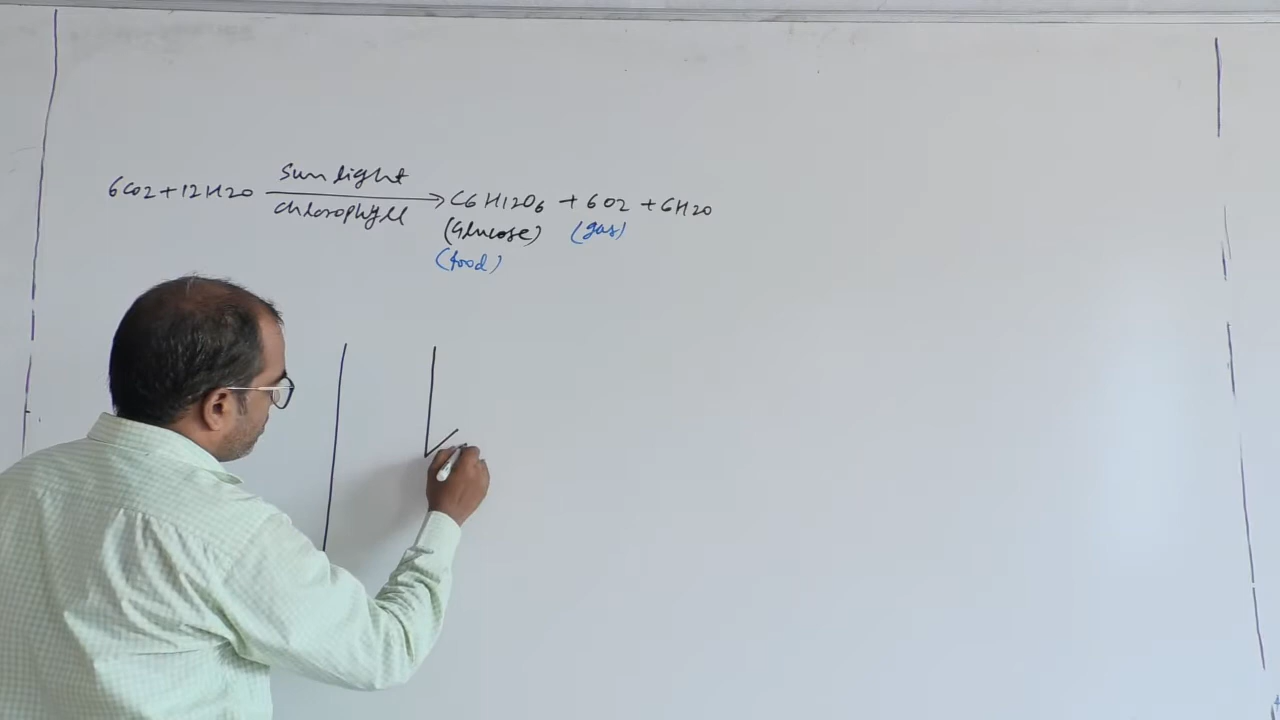 Sun light
6CO2+12H2O → C6H12O6 + 6O2 + 6H2O
chlorophyll
(Glucose) (gas)
(food)